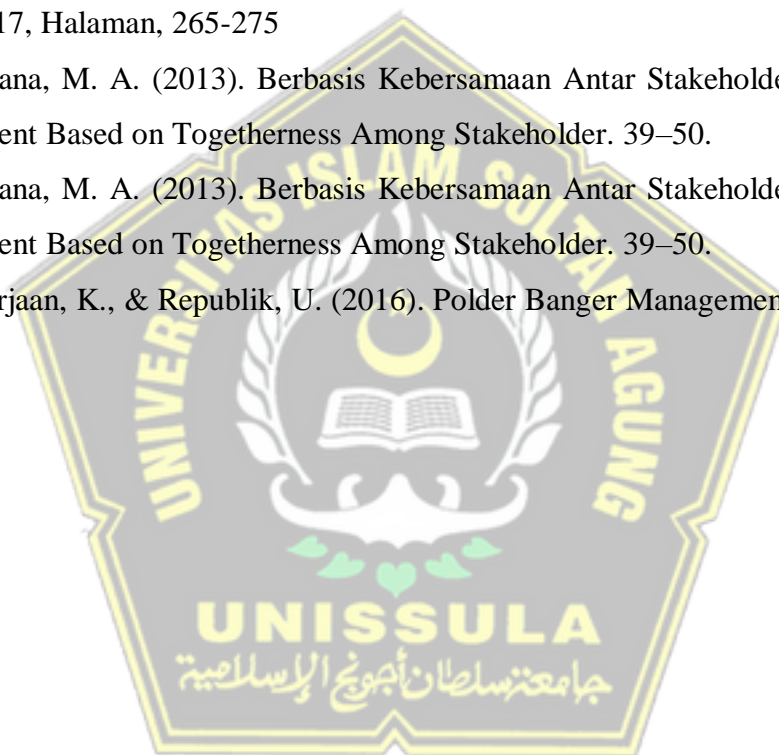 17, Halaman, 265-275
ana, M. A. (2013). Berbasis Kebersamaan Antar Stakeholde
ent Based on Togetherness Among Stakeholder. 39–50.
ana, M. A. (2013). Berbasis Kebersamaan Antar Stakeholde
ent Based on Togetherness Among Stakeholder. 39–50.
rjaan, K., & Republik, U. (2016). Polder Banger Managemen
UNIVERSITAS ISLAM SULTAN AGUNG
UNISSULA
جامعتنسلطان أجونج الإسلامية